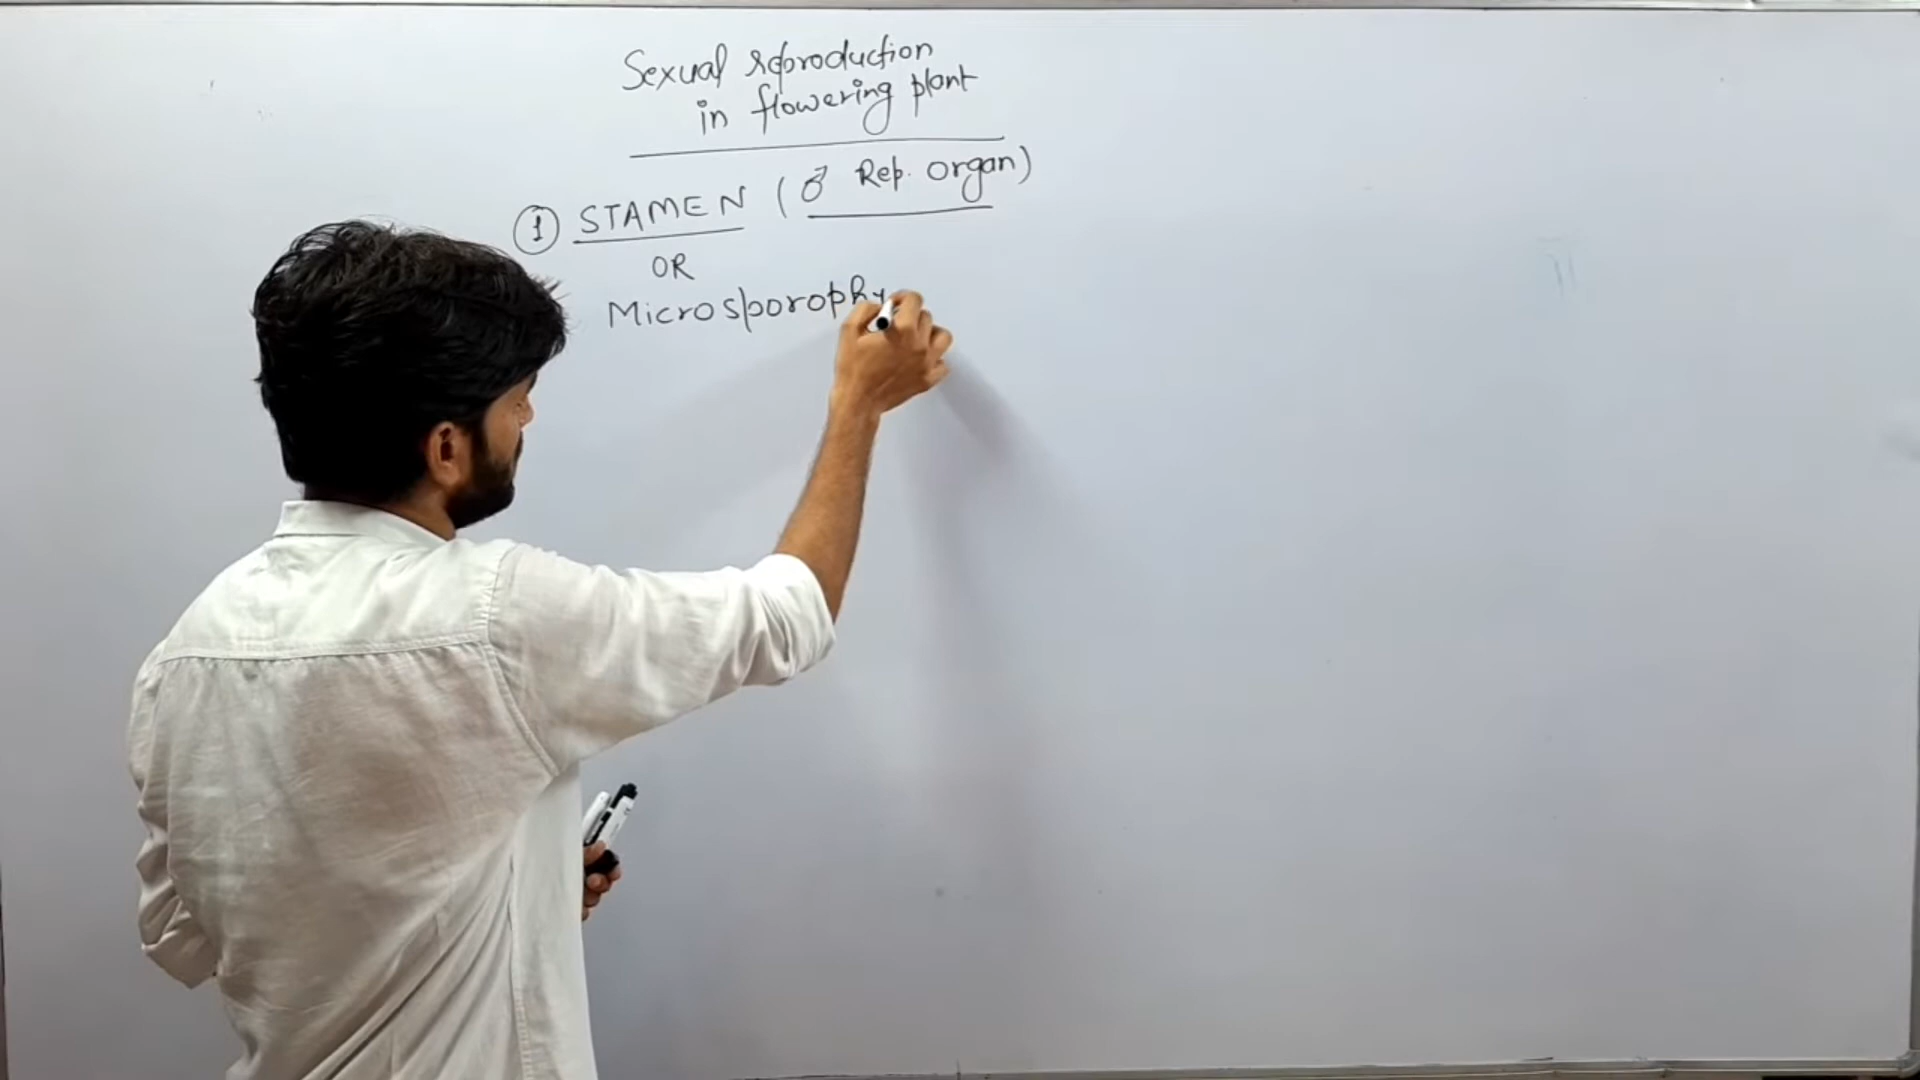 Sexual reproduction
in flowering plant
① STAMEN (♂ Rep. organ)
OR
Microsporophy